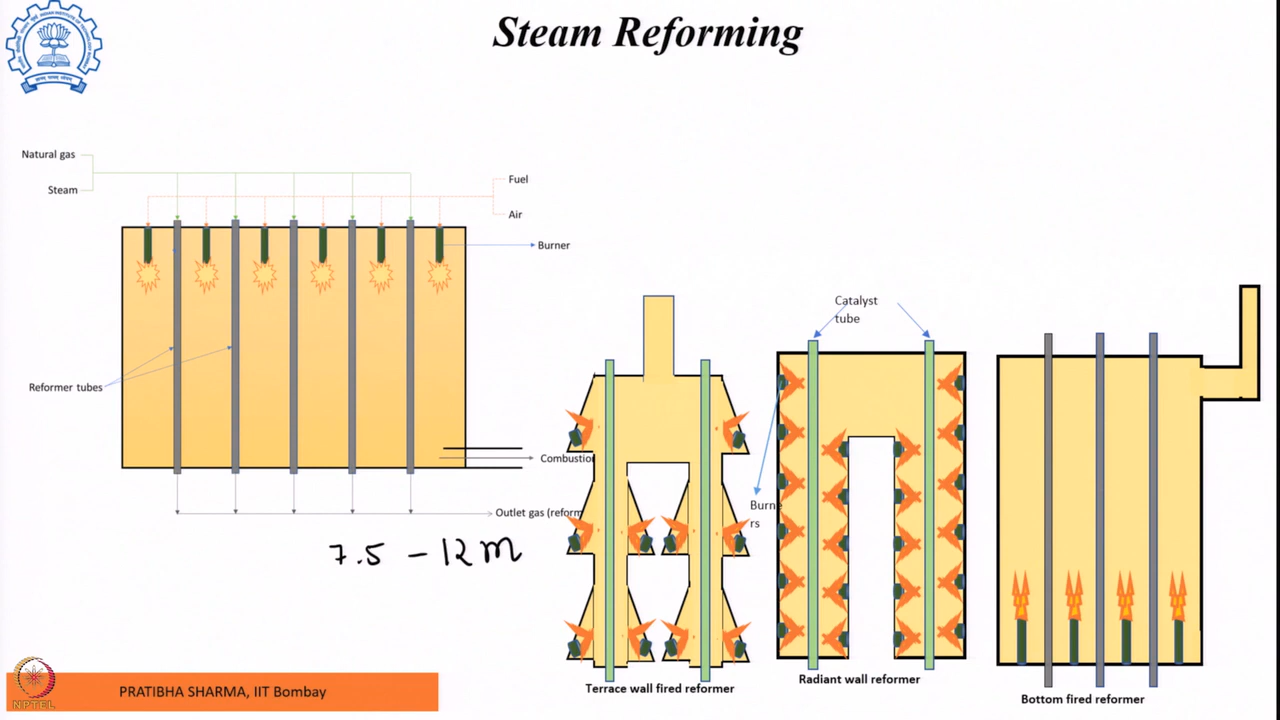 Steam Reforming
Natural gas
Steam
Fuel
Air
Burner
Reformer tubes
Combustion
Outlet gas (reform
7.5 – 12 m
Catalyst
tube
Burne
rs
Terrace wall fired reformer
Radiant wall reformer
Bottom fired reformer
PRATIBHA SHARMA, IIT Bombay
NPTEL